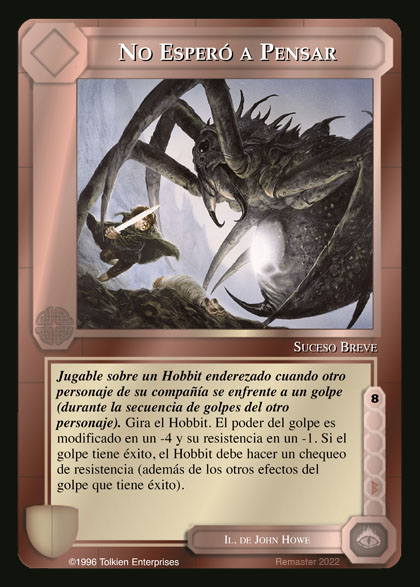 No Esperó a Pensar
Suceso Breve
Jugable sobre un Hobbit enderezado cuando otro
personaje de su compañía se enfrente a un golpe
(durante la secuencia de golpes del otro
personaje). Gira el Hobbit. El poder del golpe es
modificado en un -4 y su resistencia en un -1. Si el
golpe tiene éxito, el Hobbit debe hacer un chequeo
de resistencia (además de los otros efectos del
golpe que tiene éxito).
8
Il. de John Howe
©1996 Tolkien Enterprises
Remaster 2022